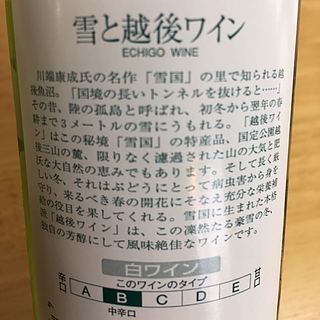 雪と越後ワイン
ECHIGO WINE
川端康成氏の名作「雪国」の里で知られる越
後魚沼。「国境の長いトンネルを抜けると……」
その昔、陸の孤島と呼ばれ、初冬から翌年の春
耕まで3メートルの雪にうもれる。「越後ワイ
ン」はこの秘境「雪国」の特産品、国定公園越
後三山の麓、限りなく濾過された山の大気と肥
沃な大自然の恵みでもあります。そして長く厳
しい冬、それはぶどうにとって病虫害から身を
守り、来るべき春の開花にそなえ充分な栄養補
給の役目を果してくれる。雪国に生まれた本格
派「越後ワイン」は、この凛然たる豪雪の冬、
独自の芳醇にして風味絶佳なワインです。
白ワイン
このワインのタイプ
辛口 A B C D E 甘口
中辛口